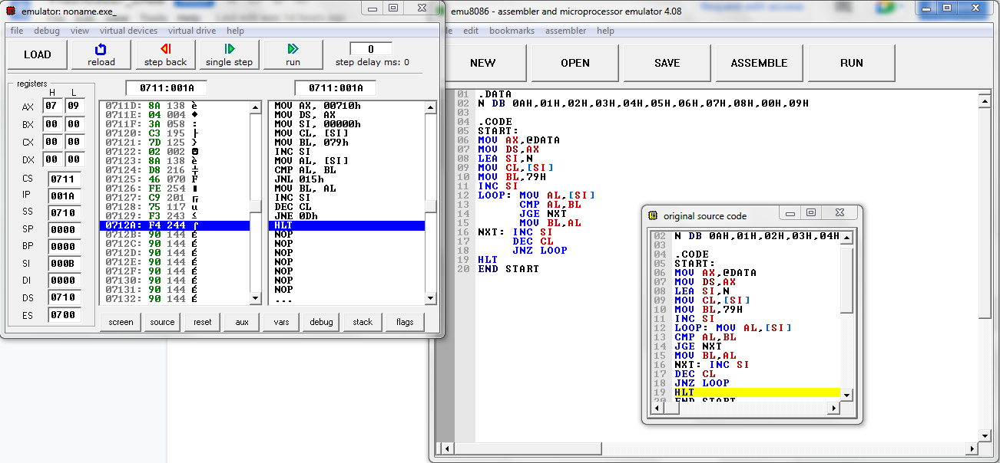 emulator: noname.exe_
file debug view virtual devices virtual drive help
LOAD reload step back single step run 0 step delay ms: 0
registers
H L
AX 07 09
BX 00 00
CX 00 00
DX 00 00
CS 0711
IP 001A
SS 0710
SP 0000
BP 0000
SI 000B
DI 0000
DS 0710
ES 0700
0711:001A
0711D: 8A 138 è
0711E: 04 004 ♦
0711F: 3A 058 :
07120: C3 195 ├
07121: 7D 125 }
07122: 02 002 ☻
07123: 8A 138 è
07124: D8 216 ╪
07125: 46 070 F
07126: FE 254 ■
07127: C9 201 ╔
07128: 75 117 u
07129: F3 243 ≤
0712A: F4 244 ⌠
0712B: 90 144 É
0712C: 90 144 É
0712D: 90 144 É
0712E: 90 144 É
0712F: 90 144 É
07130: 90 144 É
07131: 90 144 É
07132: 90 144 É
0711:001A
MOV AX, 00710h
MOV DS, AX
MOV SI, 00000h
MOV CL, [SI]
MOV BL, 079h
INC SI
MOV AL, [SI]
CMP AL, BL
JNL 015h
MOV BL, AL
INC SI
DEC CL
JNE 0Dh
HLT
NOP
NOP
NOP
NOP
NOP
NOP
NOP
...
screen source reset aux vars debug stack flags
emu8086 - assembler and microprocessor emulator 4.08
edit bookmarks assembler help
NEW OPEN SAVE ASSEMBLE RUN
01 .DATA
02 N DB 0AH,01H,02H,03H,04H,05H,06H,07H,08H,00H,09H
03
04 .CODE
05 START:
06 MOV AX,@DATA
07 MOV DS,AX
08 LEA SI,N
09 MOV CL,[SI]
10 MOV BL,79H
11 INC SI
12 LOOP: MOV AL,[SI]
13 CMP AL,BL
14 JGE NXT
15 MOV BL,AL
16 NXT: INC SI
17 DEC CL
18 JNZ LOOP
19 HLT
20 END START
original source code
02 N DB 0AH,01H,02H,03H,04H
03
04 .CODE
05 START:
06 MOV AX,@DATA
07 MOV DS,AX
08 LEA SI,N
09 MOV CL,[SI]
10 MOV BL,79H
11 INC SI
12 LOOP: MOV AL,[SI]
13 CMP AL,BL
14 JGE NXT
15 MOV BL,AL
16 NXT: INC SI
17 DEC CL
18 JNZ LOOP
19 HLT
20 END START